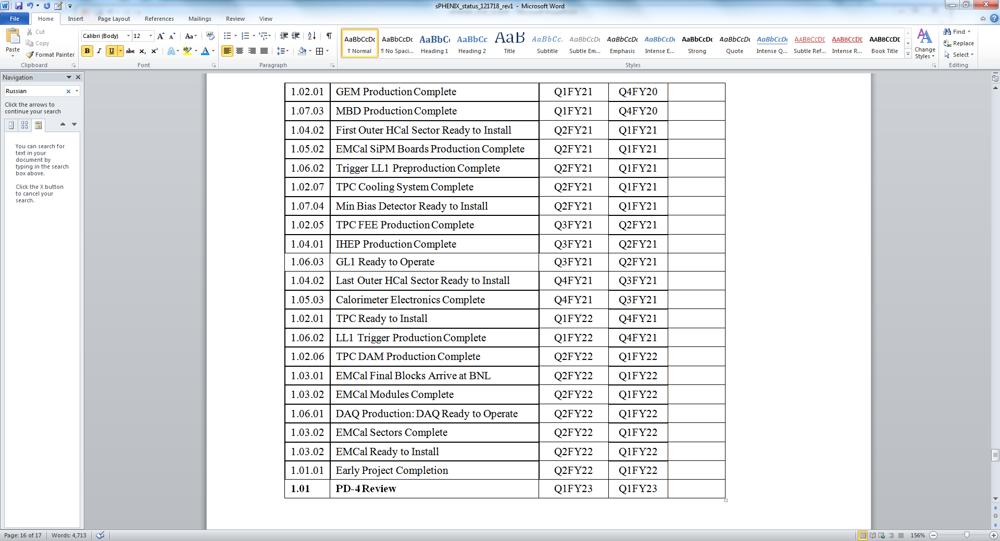 sPHENIX_status_121718_rev1 - Microsoft Word
File Home Insert Page Layout References Mailings Review View
Paste
Cut
Copy
Format Painter
Clipboard
Calibri (Body) 12
Font
Paragraph
AaBbCcDc AaBbCcDc AaBbCc AaBbCc AaB AaBbCc. AaBbCcDc AaBbCcDc AaBbCcDc AaBbCcDc AaBbCcDc AaBbCcDc AABBCCDE AABBCCDE AABBCCDE
¶ Normal ¶ No Spaci... Heading 1 Heading 2 Title Subtitle Subtle Em... Emphasis Intense E... Strong Quote Intense Q... Subtle Ref... Intense R... Book Title
Change
Styles
Styles
Find
Replace
Select
Editing
Navigation
Russian
Click the arrows to
continue your search
You can search for
text in your
document by
typing in the search
box above.
Click the X button
to cancel your
search.
1.02.01 GEM Production Complete Q1FY21 Q4FY20
1.07.03 MBD Production Complete Q1FY21 Q4FY20
1.04.02 First Outer HCal Sector Ready to Install Q2FY21 Q1FY21
1.05.02 EMCal SiPM Boards Production Complete Q2FY21 Q1FY21
1.06.02 Trigger LL1 Preproduction Complete Q2FY21 Q1FY21
1.02.07 TPC Cooling System Complete Q2FY21 Q1FY21
1.07.04 Min Bias Detector Ready to Install Q2FY21 Q1FY21
1.02.05 TPC FEE Production Complete Q3FY21 Q2FY21
1.04.01 IHEP Production Complete Q3FY21 Q2FY21
1.06.03 GL1 Ready to Operate Q3FY21 Q2FY21
1.04.02 Last Outer HCal Sector Ready to Install Q4FY21 Q3FY21
1.05.03 Calorimeter Electronics Complete Q4FY21 Q3FY21
1.02.01 TPC Ready to Install Q1FY22 Q4FY21
1.06.02 LL1 Trigger Production Complete Q1FY22 Q4FY21
1.02.06 TPC DAM Production Complete Q2FY22 Q1FY22
1.03.01 EMCal Final Blocks Arrive at BNL Q2FY22 Q1FY22
1.03.02 EMCal Modules Complete Q2FY22 Q1FY22
1.06.01 DAQ Production: DAQ Ready to Operate Q2FY22 Q1FY22
1.03.02 EMCal Sectors Complete Q2FY22 Q1FY22
1.03.02 EMCal Ready to Install Q2FY22 Q1FY22
1.01.01 Early Project Completion Q2FY22 Q1FY22
1.01 PD-4 Review Q1FY23 Q1FY23
Page: 16 of 17 Words: 4,713 156%